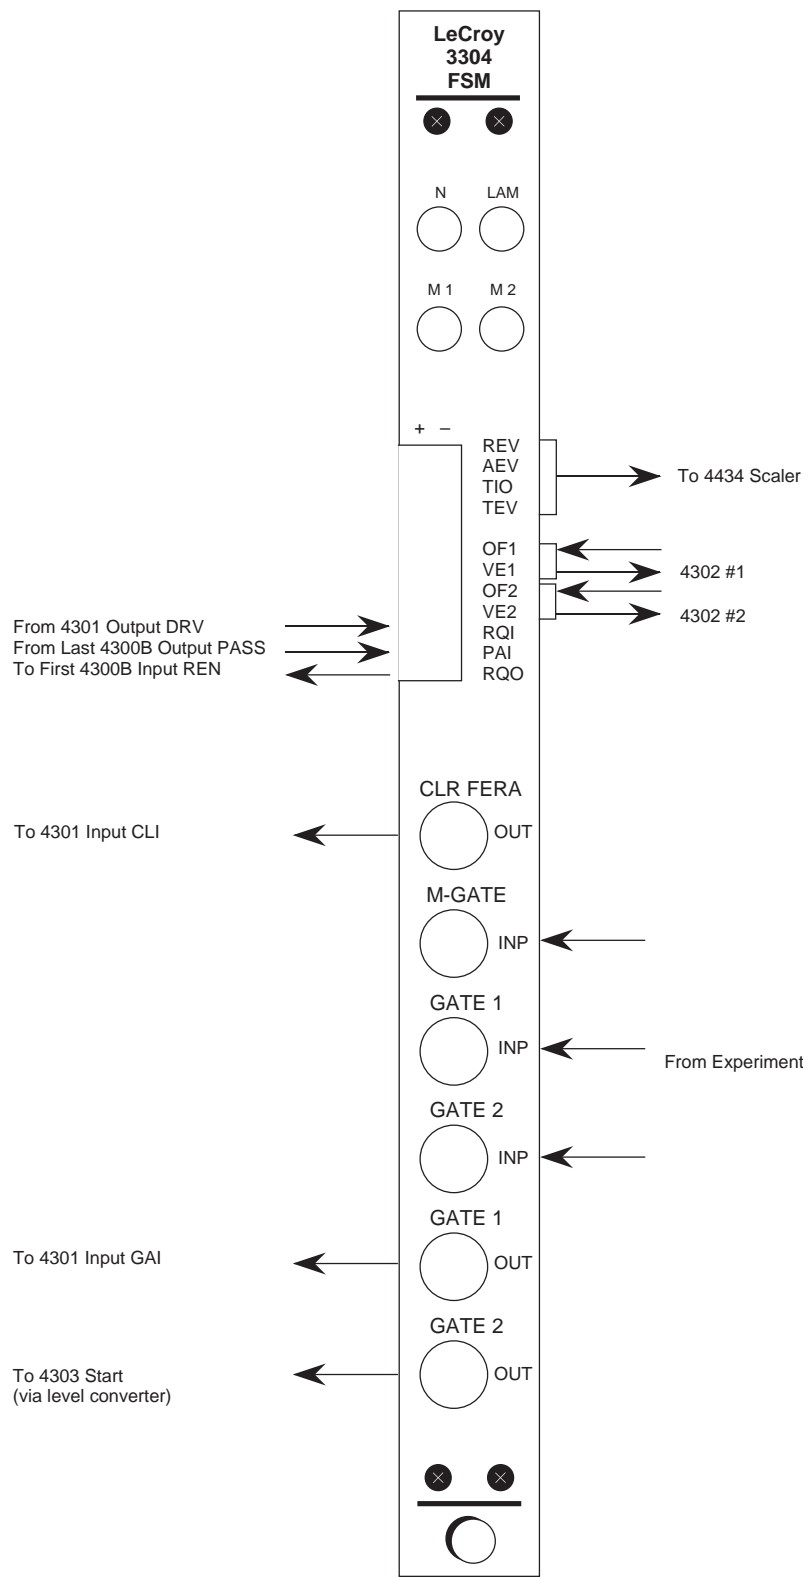 LeCroy
3304
FSM
N LAM
M 1 M 2
+ –
REV
AEV
TIO
TEV
To 4434 Scaler
OF1
VE1
4302 #1
OF2
VE2
4302 #2
RQI
PAI
RQO
From 4301 Output DRV
From Last 4300B Output PASS
To First 4300B Input REN
CLR FERA
To 4301 Input CLI
OUT
M-GATE
INP
GATE 1
INP
From Experiment
GATE 2
INP
GATE 1
To 4301 Input GAI
OUT
GATE 2
To 4303 Start
(via level converter)
OUT